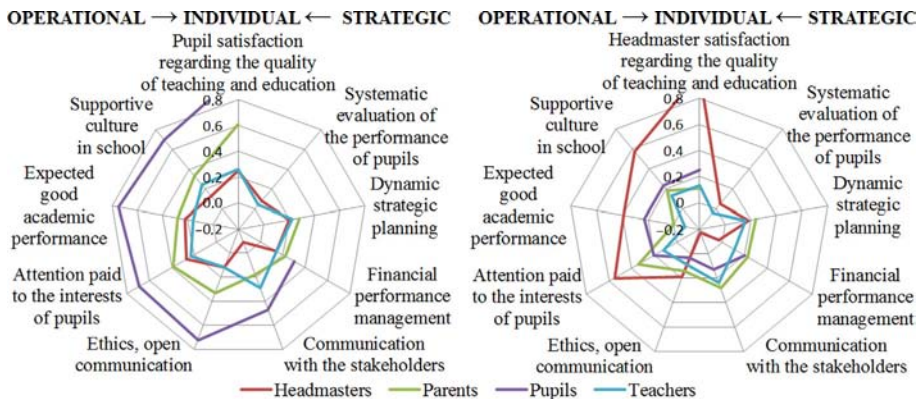 OPERATIONAL → INDIVIDUAL ← STRATEGIC
Pupil satisfaction
regarding the quality
of teaching and education
0.8
0.6
0.4
0.2
0.0
−0.2
Systematic
evaluation of
the performance
of pupils
Dynamic
strategic
planning
Financial
performance
management
Communication
with the stakeholders
Ethics, open
communication
Attention paid
to the interests
of pupils
Expected
good
academic
performance
Supportive
culture
in school
OPERATIONAL → INDIVIDUAL ← STRATEGIC
Headmaster satisfaction
regarding the quality
of teaching and education
0.8
0.6
0.4
0.2
0.0
−0.2
Systematic
evaluation of
the performance
of pupils
Dynamic
strategic
planning
Financial
performance
management
Communication
with the stakeholders
Ethics, open
communication
Attention paid
to the interests
of pupils
Expected
good
academic
performance
Supportive
culture
in school
Headmasters Parents Pupils Teachers